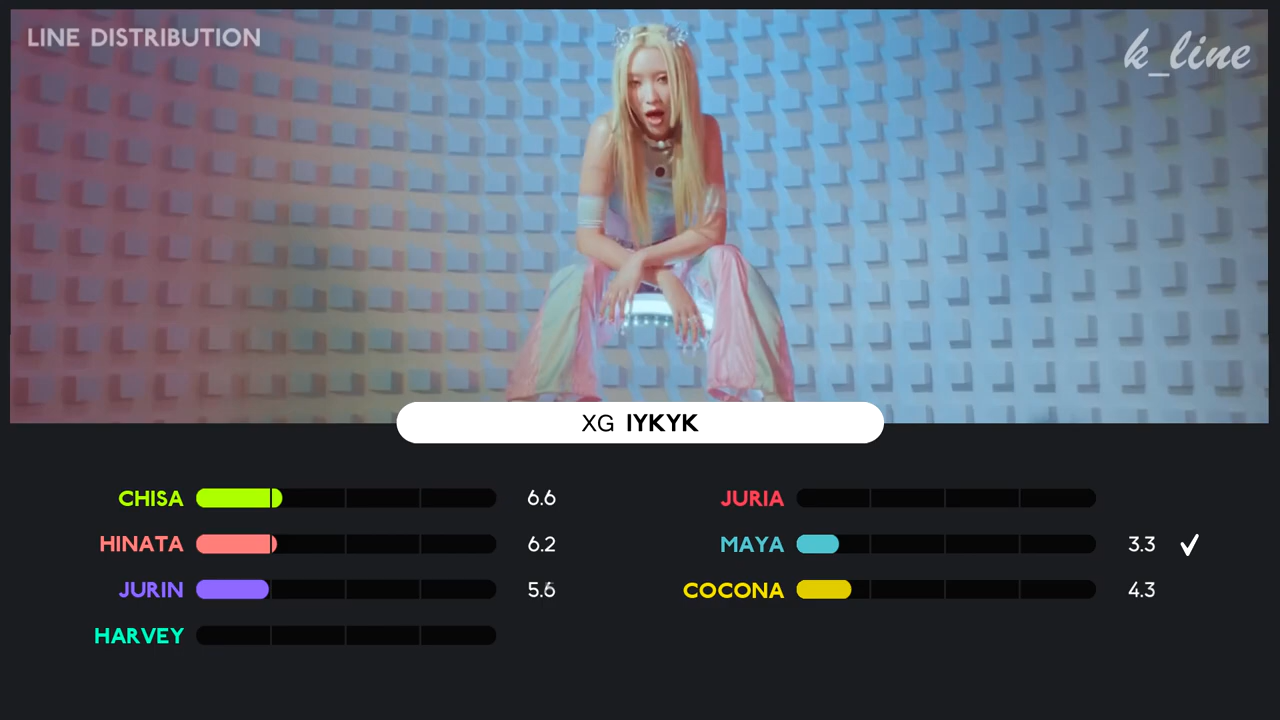 LINE DISTRIBUTION
k_line
XG IYKYK
CHISA 6.6
HINATA 6.2
JURIN 5.6
HARVEY
JURIA
MAYA 3.3 ✓
COCONA 4.3